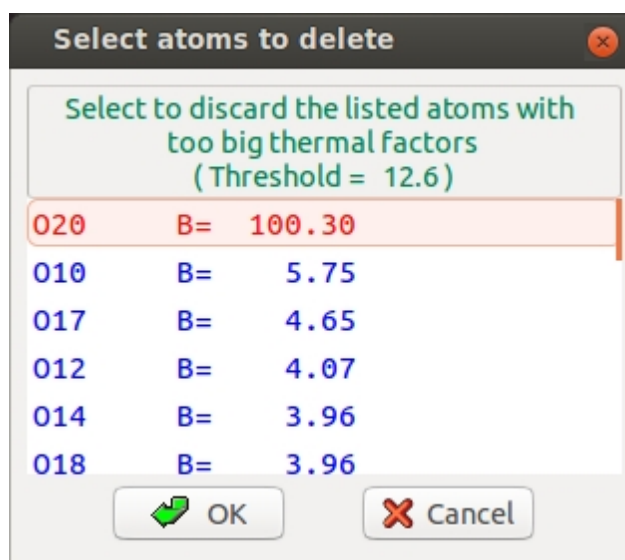 Select atoms to delete
Select to discard the listed atoms with
too big thermal factors
( Threshold = 12.6 )
O20 B= 100.30
O10 B= 5.75
O17 B= 4.65
O12 B= 4.07
O14 B= 3.96
O18 B= 3.96
OK Cancel